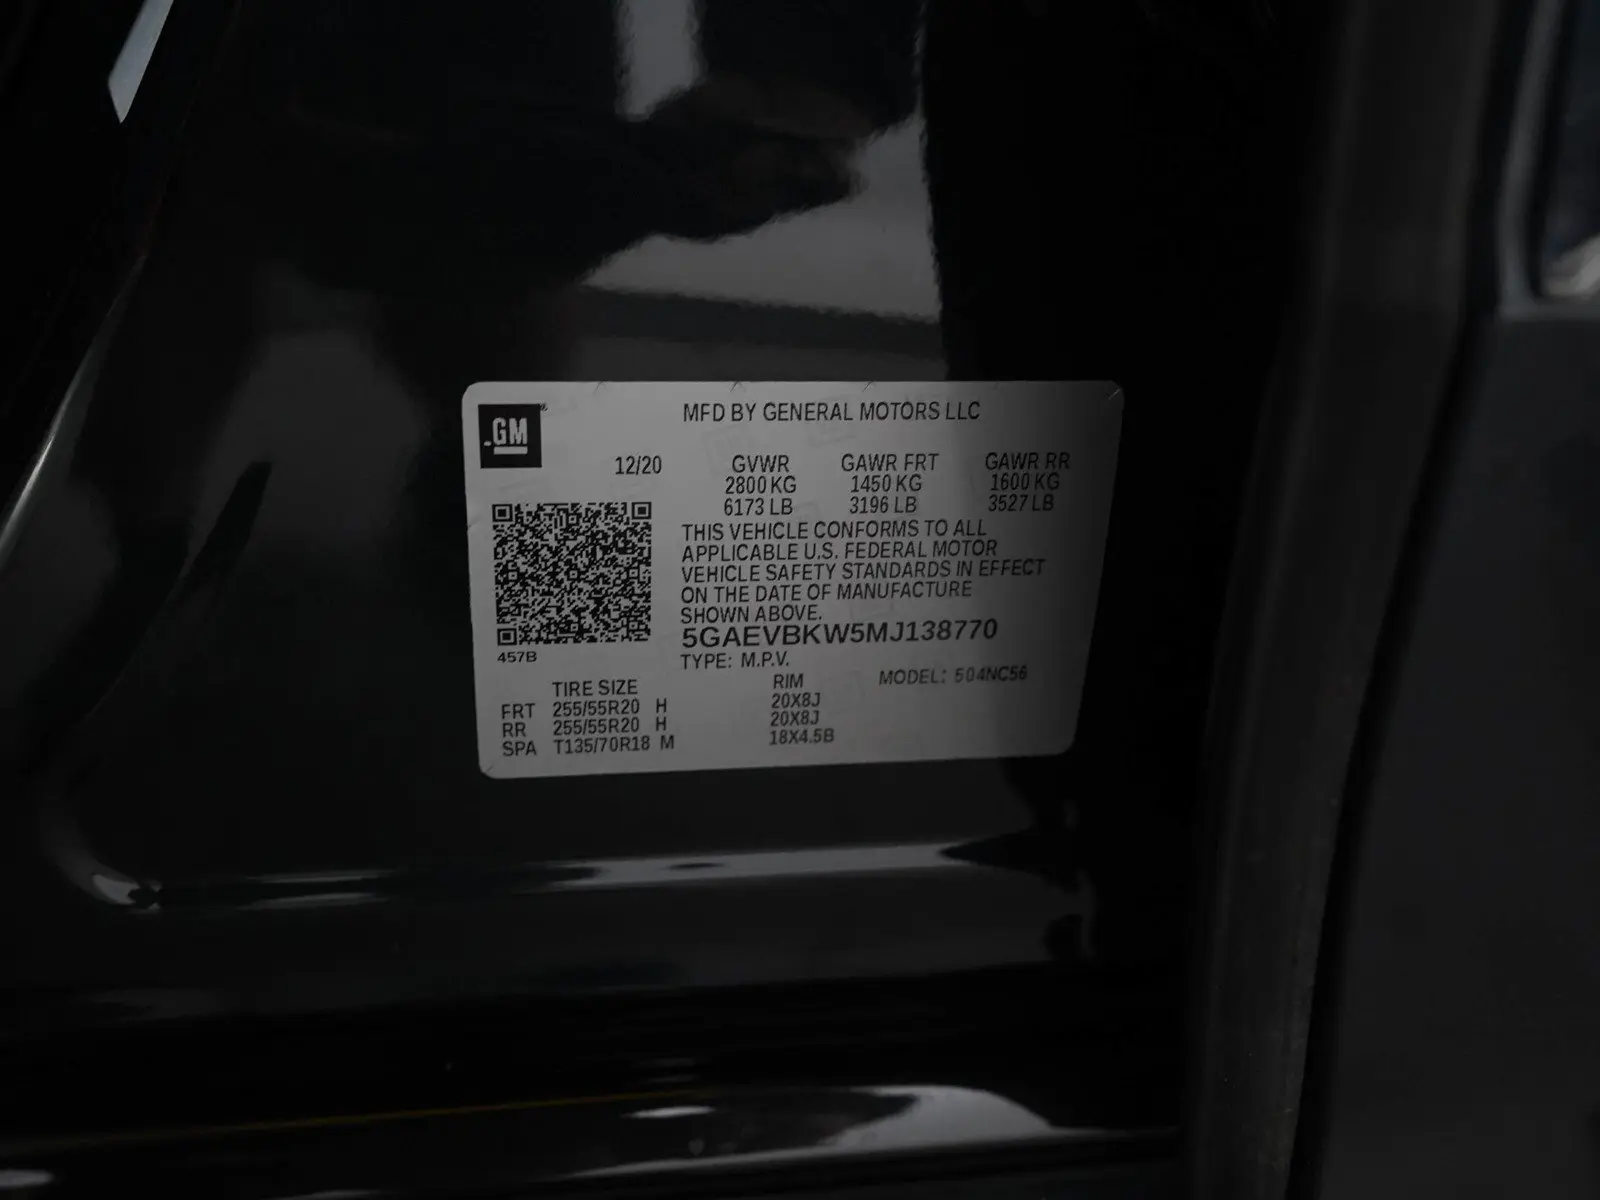 GM
MFD BY GENERAL MOTORS LLC
12/20 GVWR GAWR FRT GAWR RR
2800 KG 1450 KG 1600 KG
6173 LB 3196 LB 3527 LB
THIS VEHICLE CONFORMS TO ALL
APPLICABLE U.S. FEDERAL MOTOR
VEHICLE SAFETY STANDARDS IN EFFECT
ON THE DATE OF MANUFACTURE
SHOWN ABOVE.
5GAEVBKW5MJ138770
457B
TYPE: M.P.V.
MODEL: 504NC56
TIRE SIZE RIM
FRT 255/55R20 H 20X8J
RR 255/55R20 H 20X8J
SPA T135/70R18 M 18X4.5B